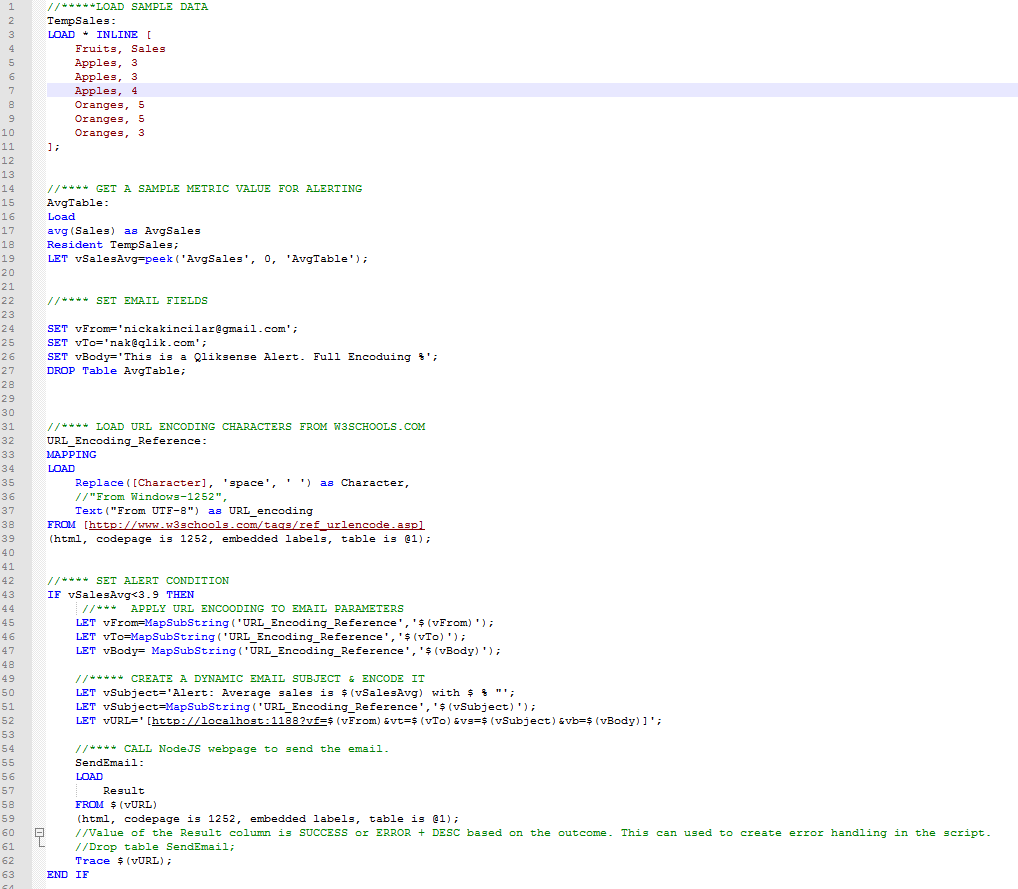 1 //*****LOAD SAMPLE DATA
2 TempSales:
3 LOAD * INLINE [
4     Fruits, Sales
5     Apples, 3
6     Apples, 3
7     Apples, 4
8     Oranges, 5
9     Oranges, 5
10     Oranges, 3
11 ];
12
13
14 //**** GET A SAMPLE METRIC VALUE FOR ALERTING
15 AvgTable:
16 Load
17 avg(Sales) as AvgSales
18 Resident TempSales;
19 LET vSalesAvg=peek('AvgSales', 0, 'AvgTable');
20
21
22 //**** SET EMAIL FIELDS
23
24 SET vFrom='nickakincilar@gmail.com';
25 SET vTo='nak@qlik.com';
26 SET vBody='This is a Qliksense Alert. Full Encoduing %';
27 DROP Table AvgTable;
28
29
30
31 //**** LOAD URL ENCODING CHARACTERS FROM W3SCHOOLS.COM
32 URL_Encoding_Reference:
33 MAPPING
34 LOAD
35     Replace([Character], 'space', ' ') as Character,
36     //"From Windows-1252",
37     Text("From UTF-8") as URL_encoding
38 FROM [http://www.w3schools.com/tags/ref_urlencode.asp]
39 (html, codepage is 1252, embedded labels, table is @1);
40
41
42 //**** SET ALERT CONDITION
43 IF vSalesAvg<3.9 THEN
44      //***  APPLY URL ENCOODING TO EMAIL PARAMETERS
45     LET vFrom=MapSubString('URL_Encoding_Reference','$(vFrom)');
46     LET vTo=MapSubString('URL_Encoding_Reference','$(vTo)');
47     LET vBody= MapSubString('URL_Encoding_Reference','$(vBody)');
48
49     //***** CREATE A DYNAMIC EMAIL SUBJECT & ENCODE IT
50     LET vSubject='Alert: Average sales is $(vSalesAvg) with $ % "';
51     LET vSubject=MapSubString('URL_Encoding_Reference','$(vSubject)');
52     LET vURL='[http://localhost:1188?vf=$(vFrom)&vt=$(vTo)&vs=$(vSubject)&vb=$(vBody)]';
53
54     //**** CALL NodeJS webpage to send the email.
55     SendEmail:
56     LOAD
57         Result
58     FROM $(vURL)
59     (html, codepage is 1252, embedded labels, table is @1);
60     //Value of the Result column is SUCCESS or ERROR + DESC based on the outcome. This can used to create error handling in the script.
61     //Drop table SendEmail;
62     Trace $(vURL);
63 END IF
64